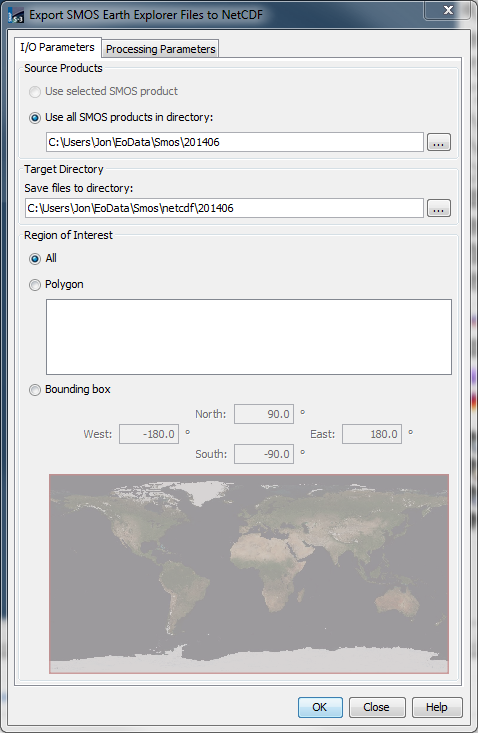 Export SMOS Earth Explorer Files to NetCDF
I/O Parameters Processing Parameters
Source Products
Use selected SMOS product
Use all SMOS products in directory:
C:\Users\Jon\EoData\Smos\201406 ...
Target Directory
Save files to directory:
C:\Users\Jon\EoData\Smos\netcdf\201406 ...
Region of Interest
All
Polygon
Bounding box
North: 90.0 °
West: -180.0 ° East: 180.0 °
South: -90.0 °
OK Close Help